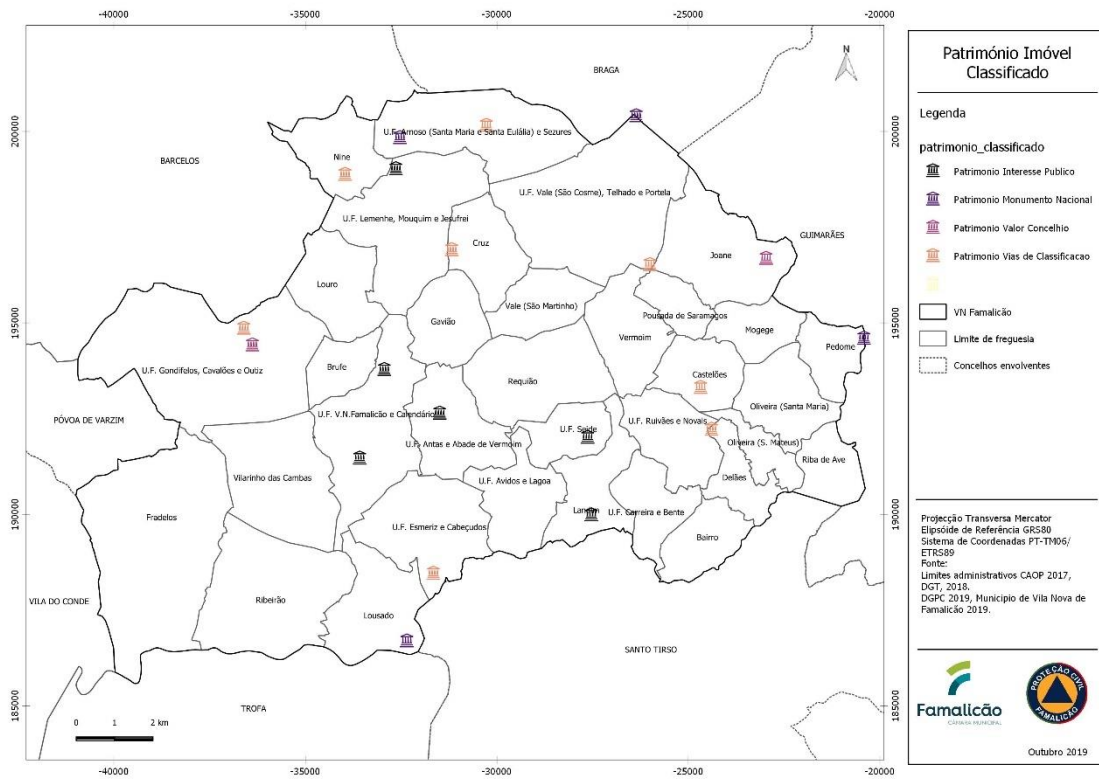 -40000
-35000
-30000
-25000
-20000
BRAGA
N
200000
200000
U.F. Arnoso (Santa Maria e Santa Eulália) e Sezures
BARCELOS
Nine
U.F. Vale (São Cosme), Telhado e Portela
U.F. Lemenhe, Mouquim e Jesufrei
GUIMARÃES
Cruz
Joane
Louro
Vale (São Martinho)
Pousada de Saramagos
195000
195000
Gavião
Vermoim
Mogege
Pedome
U.F. Gondifelos, Cavalões e Outiz
Brufe
Castelões
Requião
PÓVOA DE VARZIM
U.F. V.N.Famalicão e Calendário
Oliveira (Santa Maria)
U.F. Seide
U.F. Ruivães e Novais
U.F. Antas e Abade de Vermoim
Oliveira (S. Mateus)
Riba de Ave
Vilarinho das Cambas
U.F. Avidos e Lagoa
Delães
190000
190000
Fradelos
Landim
U.F. Carreira e Bente
U.F. Esmeriz e Cabeçudos
Bairro
VILA DO CONDE
Ribeirão
Lousado
SANTO TIRSO
185000
185000
TROFA
0 1 2 km
-40000
-35000
-30000
-25000
-20000
Património Imóvel
Classificado
Legenda
patrimonio_classificado
Patrimonio Interesse Publico
Patrimonio Monumento Nacional
Patrimonio Valor Concelhio
Patrimonio Vias de Classificacao
VN Famalicão
Limite de freguesia
Concelhos envolventes
Projecção Transversa Mercator
Elipsóide de Referência GRS80
Sistema de Coordenadas PT-TM06/
ETRS89
Fonte:
Limites administrativos CAOP 2017,
DGT, 2018.
DGPC 2019, Municipio de Vila Nova de
Famalicão 2019.
Famalicão
CÂMARA MUNICIPAL
PROTEÇÃO CIVIL
FAMALICÃO
Outubro 2019